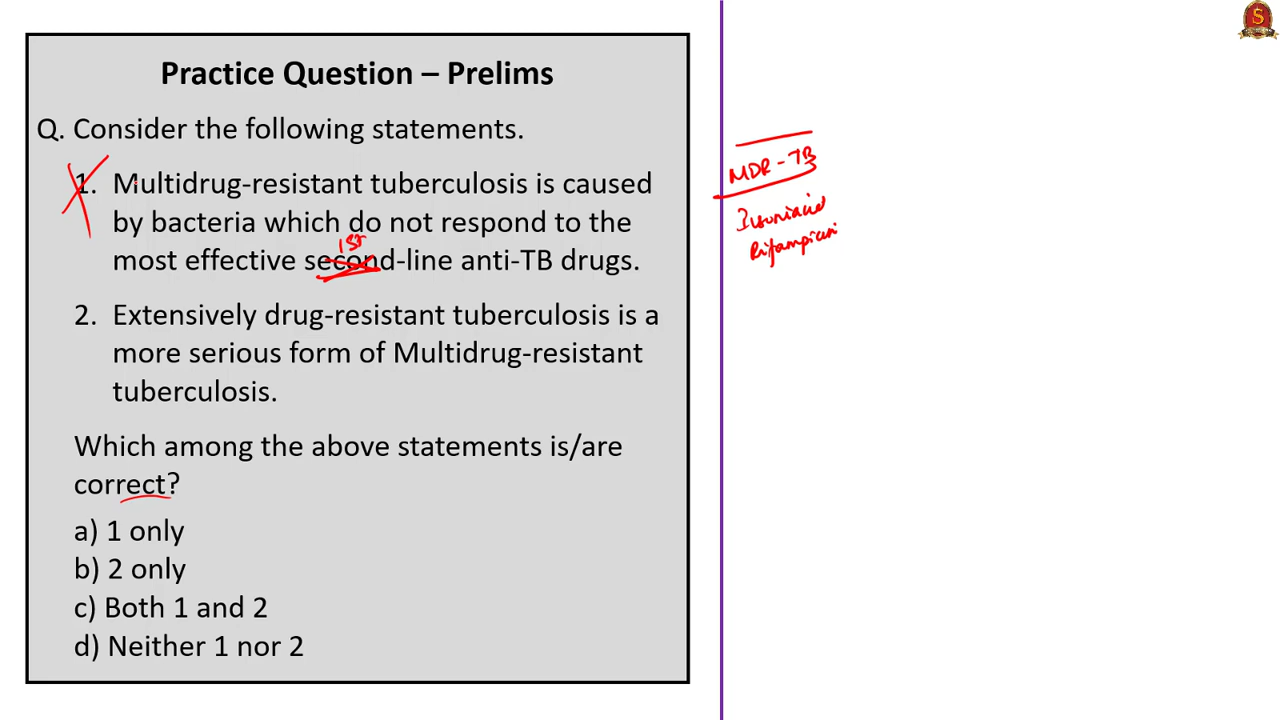 Practice Question – Prelims
Q. Consider the following statements.
1. Multidrug-resistant tuberculosis is caused
by bacteria which do not respond to the
1st
most effective second-line anti-TB drugs.
2. Extensively drug-resistant tuberculosis is a
more serious form of Multidrug-resistant
tuberculosis.
Which among the above statements is/are
correct?
a) 1 only
b) 2 only
c) Both 1 and 2
d) Neither 1 nor 2
MDR-TB
Isoniacid
Rifampicin
S